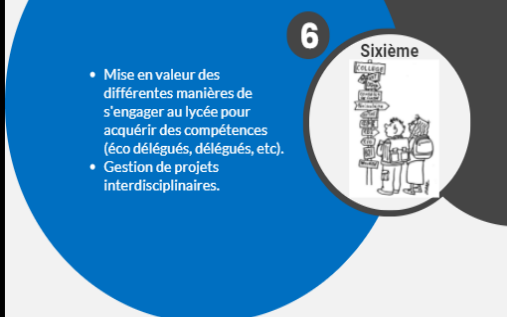 6
Sixième
COLLEGE
• Mise en valeur des
différentes manières de
s'engager au lycée pour
acquérir des compétences
(éco délégués, délégués, etc).
• Gestion de projets
interdisciplinaires.